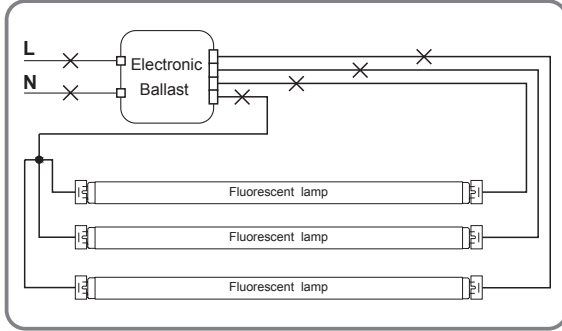 L
N
Electronic
Ballast
Fluorescent lamp
Fluorescent lamp
Fluorescent lamp